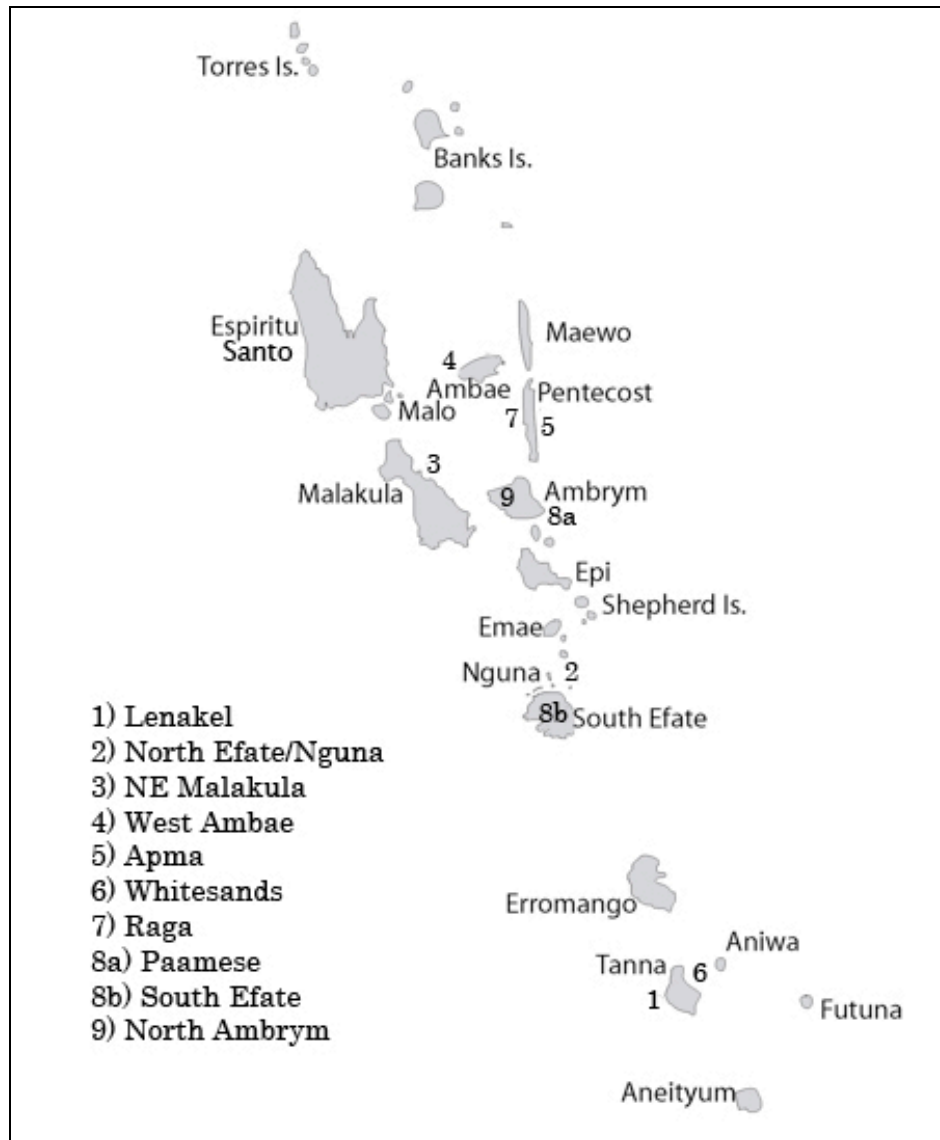 Torres Is.
Banks Is.
Espiritu
Santo
Maewo
4
Ambae
Pentecost
Malo
7
5
3
Malakula
9
Ambrym
8a
Epi
Shepherd Is.
Emae
Nguna
2
8b
South Efate
1) Lenakel
2) North Efate/Nguna
3) NE Malakula
4) West Ambae
5) Apma
6) Whitesands
7) Raga
8a) Paamese
8b) South Efate
9) North Ambrym
Erromango
Aniwa
Tanna
6
1
Futuna
Aneityum